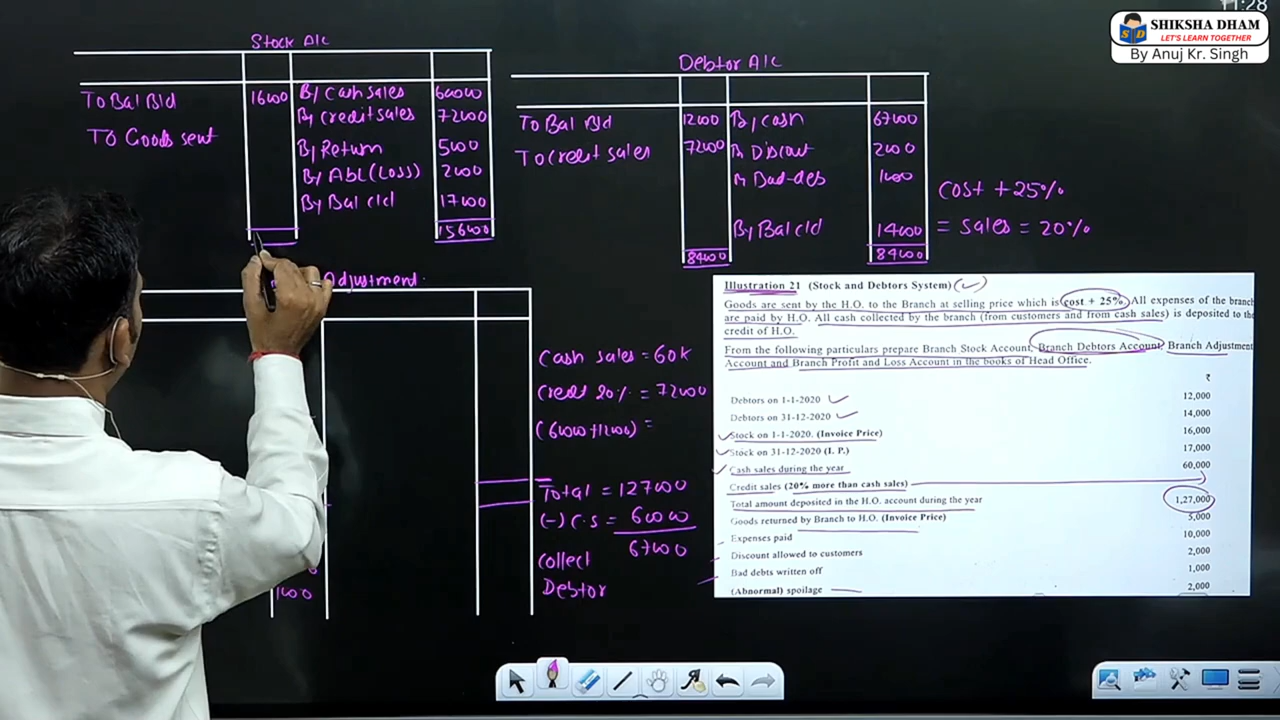 11:28
SHIKSHA DHAM
LET'S LEARN TOGETHER
By Anuj Kr. Singh
Stock A/c
To Bal B/d 16000 By Cash sales 60000
By credit sales 72000
To Goods sent
By Return 5000
By Abl (Loss) 2000
By Bal c/d 17000
156000
Debtor A/c
To Bal B/d 12000 By cash 67000
To credit sales 72000 By Discout 2000
By Bad-des 1000
By Bal c/d 14000
84000 84000
Cost + 25%
= Sales = 20%
Adjustment
Cash sales = 60K
Credit 20% = 72000
(60000 + 12000) =
Total = 127000
(-) C.S = 60000
67000
Collect
Debtor
1000
Illustration 21 (Stock and Debtors System)
Goods are sent by the H.O. to the Branch at selling price which is cost + 25%. All expenses of the branch
are paid by H.O. All cash collected by the branch (from customers and from cash sales) is deposited to the
credit of H.O.
From the following particulars prepare Branch Stock Account, Branch Debtors Account, Branch Adjustment
Account and Branch Profit and Loss Account in the books of Head Office.
₹
Debtors on 1-1-2020 12,000
Debtors on 31-12-2020 14,000
Stock on 1-1-2020. (Invoice Price) 16,000
Stock on 31-12-2020 (I. P.) 17,000
Cash sales during the year 60,000
Credit sales (20% more than cash sales)
Total amount deposited in the H.O. account during the year 1,27,000
Goods returned by Branch to H.O. (Invoice Price) 5,000
Expenses paid 10,000
Discount allowed to customers 2,000
Bad debts written off 1,000
(Abnormal) spoilage 2,000